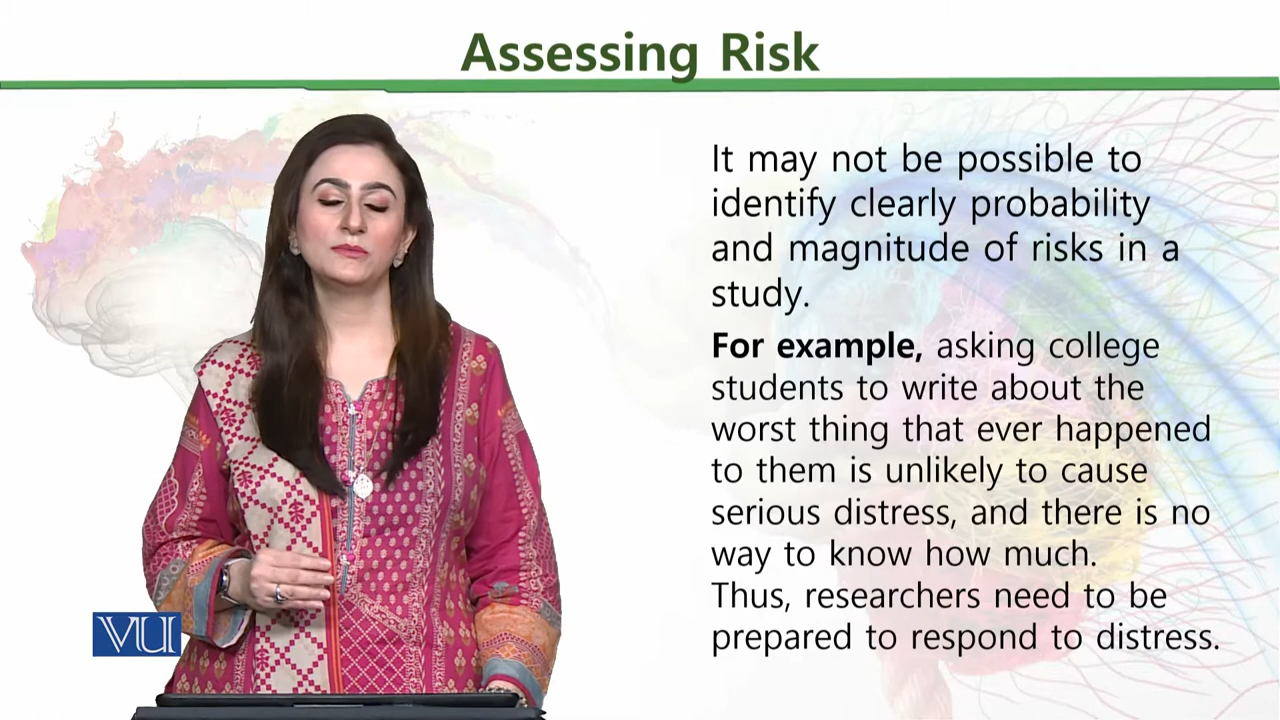 Assessing Risk
It may not be possible to
identify clearly probability
and magnitude of risks in a
study.
For example, asking college
students to write about the
worst thing that ever happened
to them is unlikely to cause
serious distress, and there is no
way to know how much.
Thus, researchers need to be
prepared to respond to distress.
VU